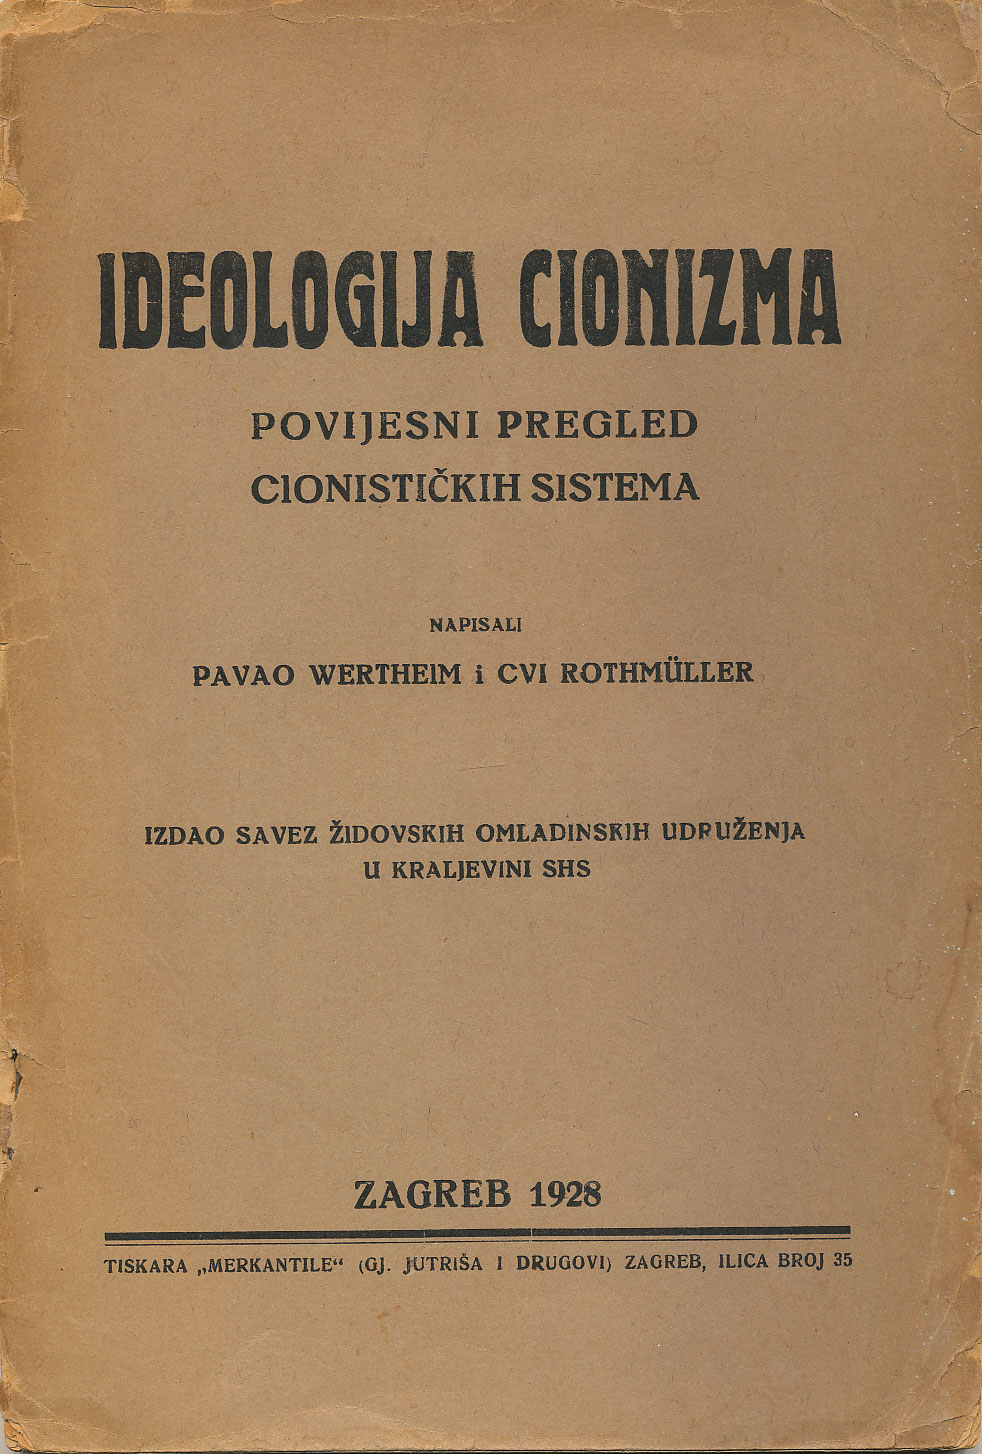 IDEOLOGIJA CIONIZMA
POVIJESNI PREGLED
CIONISTIČKIH SISTEMA
NAPISALI
PAVAO WERTHEIM i CVI ROTHMÜLLER
IZDAO SAVEZ ŽIDOVSKIH OMLADINSKIH UDRUŽENJA
U KRALJEVINI SHS
ZAGREB 1928
TISKARA „MERKANTILE“ (GJ. JUTRIŠA I DRUGOVI) ZAGREB, ILICA BROJ 35